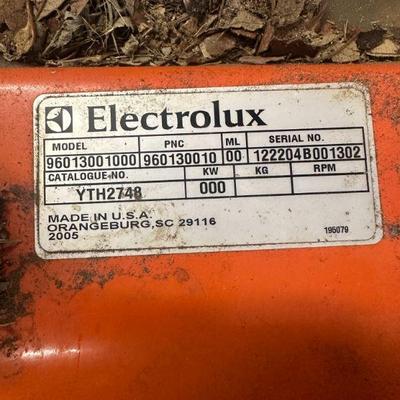 Electrolux
MODEL PNC ML SERIAL NO.
96013001000 960130010 00 122204B001302
CATALOGUE NO. KW KG RPM
YTH2748 000
MADE IN U.S.A.
ORANGEBURG, SC 29116
2005 195079